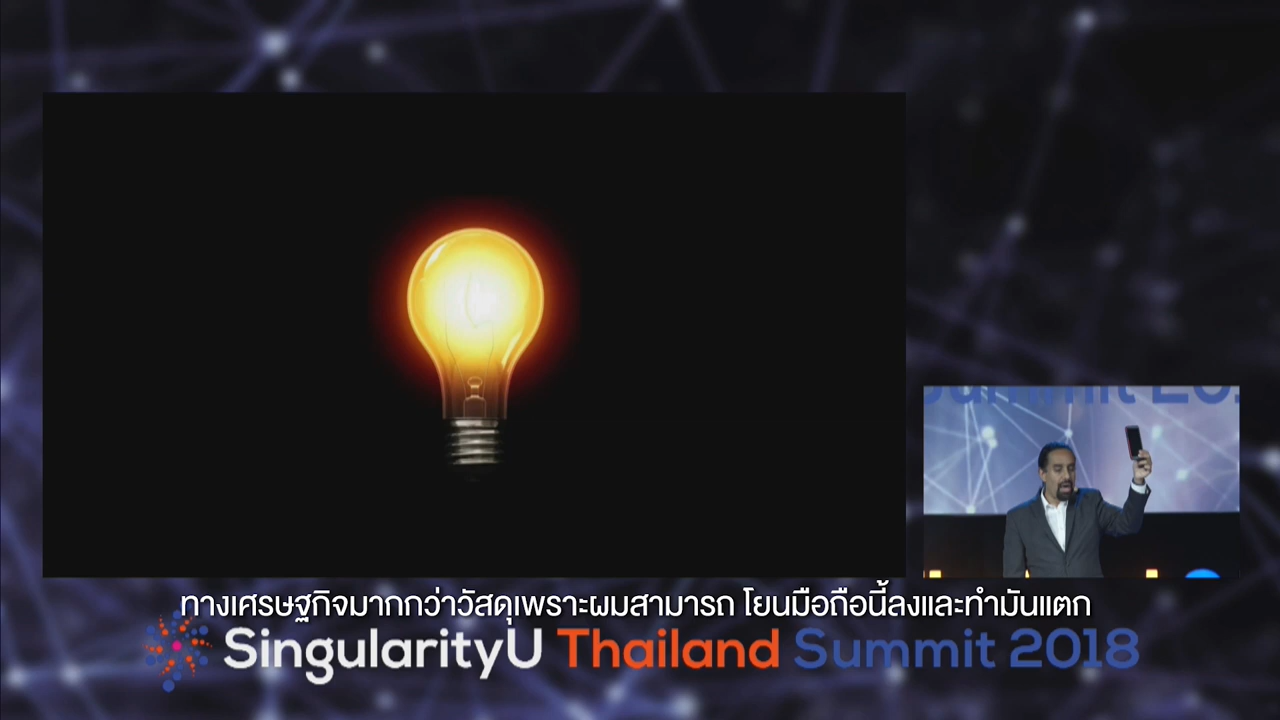 Summit 20
ทางเศรษฐกิจมากกว่าวัสดุเพราะผมสามารถ โยนมือถือนี้ลงและทำมันแตก
SingularityU Thailand Summit 2018